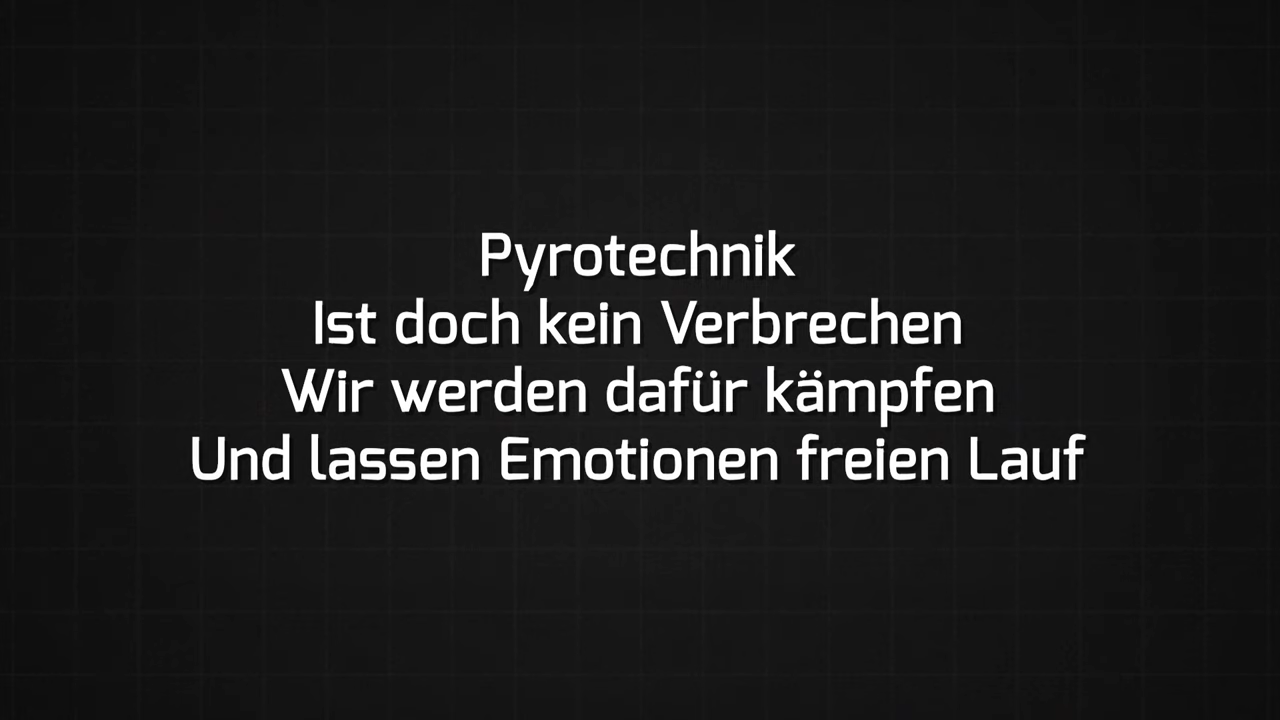 Pyrotechnik
Ist doch kein Verbrechen
Wir werden dafür kämpfen
Und lassen Emotionen freien Lauf